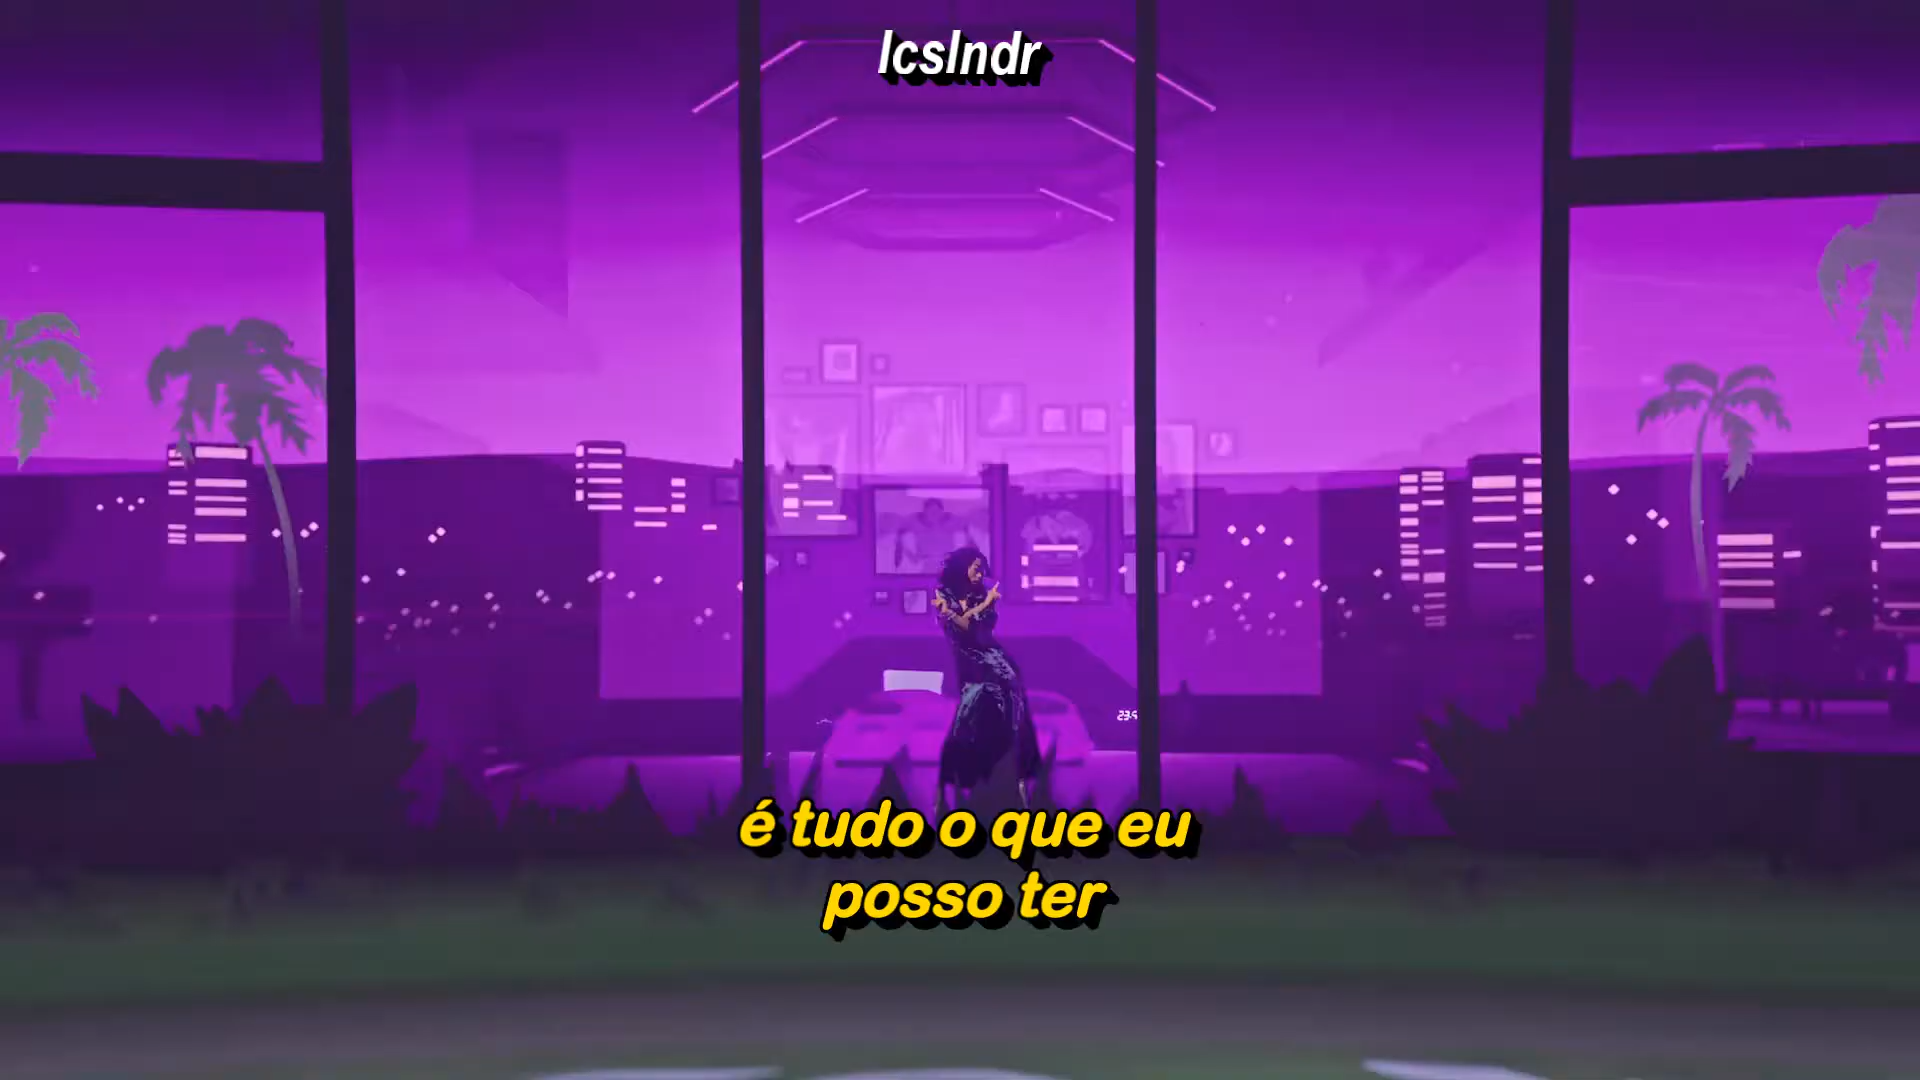 lcslndr
é tudo o que eu
posso ter